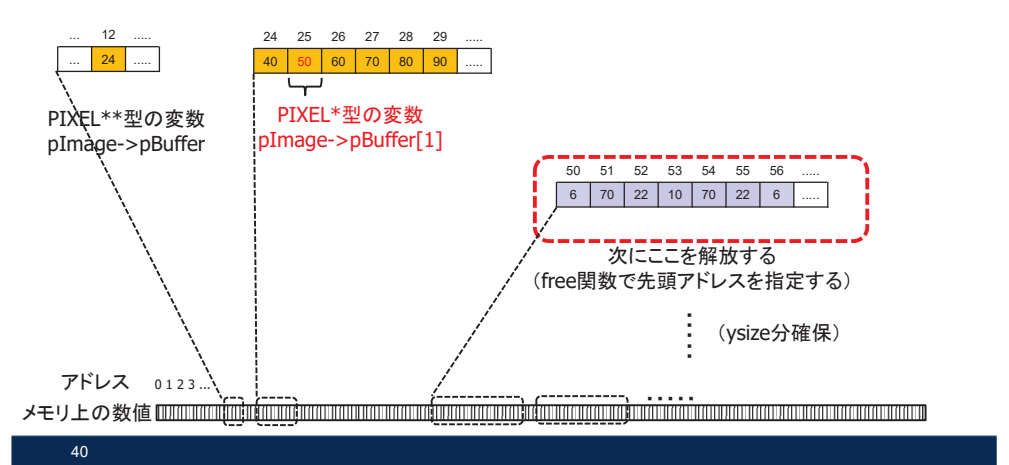 ... 12 .....
... 24 .....
24 25 26 27 28 29 .....
40 50 60 70 80 90 .....
PIXEL**型の変数
pImage->pBuffer
PIXEL*型の変数
pImage->pBuffer[1]
50 51 52 53 54 55 56 .....
6 70 22 10 70 22 6 .....
次にここを解放する
（free関数で先頭アドレスを指定する）
（ysize分確保）
アドレス 0 1 2 3 ...
メモリ上の数値
40